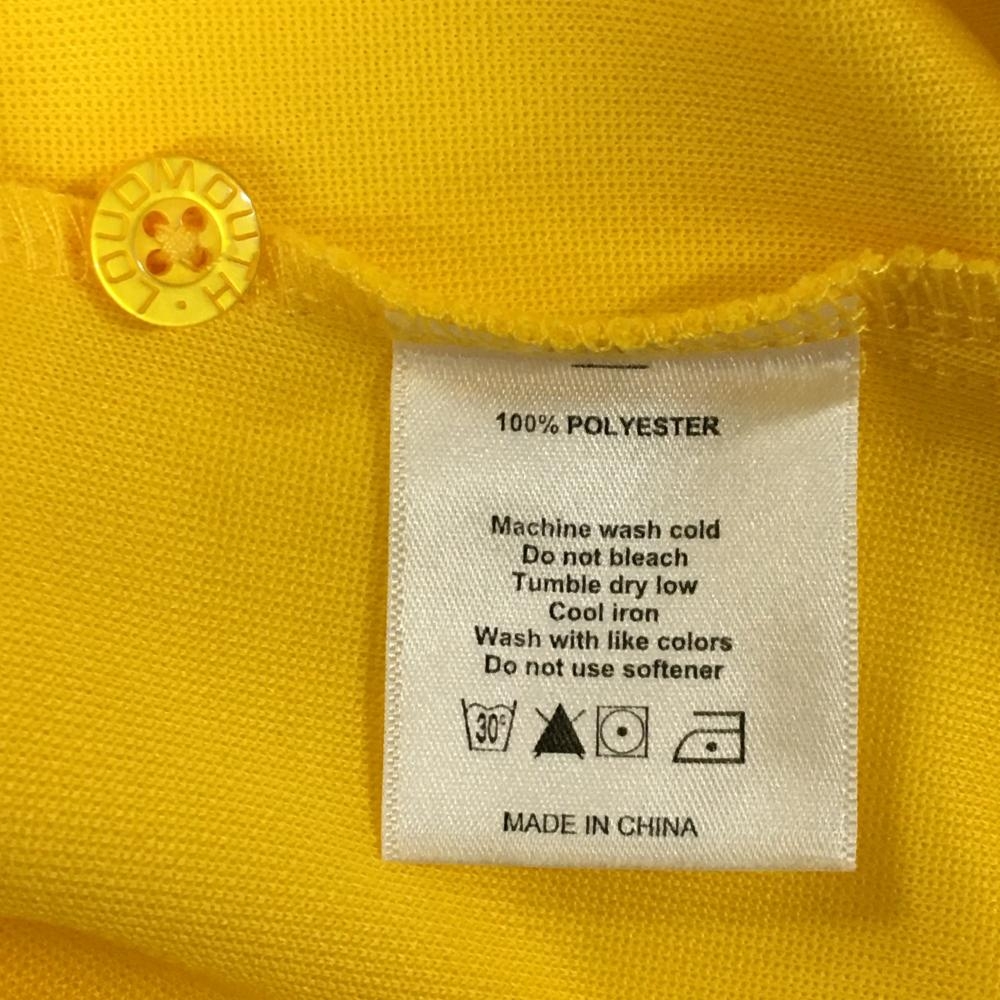 LOUDMOUTH
100% POLYESTER
Machine wash cold
Do not bleach
Tumble dry low
Cool iron
Wash with like colors
Do not use softener
30°
MADE IN CHINA